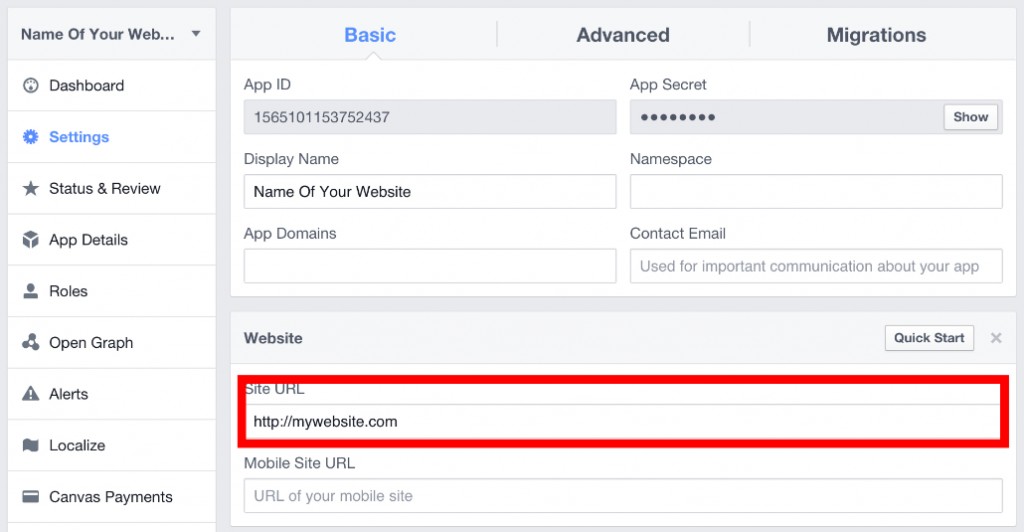 Name Of Your Web...
Dashboard
Settings
Status & Review
App Details
Roles
Open Graph
Alerts
Localize
Canvas Payments
Basic
Advanced
Migrations
App ID
App Secret
1565101153752437
●●●●●●●●
Show
Display Name
Namespace
Name Of Your Website
App Domains
Contact Email
Used for important communication about your app
Website
Quick Start
Site URL
http://mywebsite.com
Mobile Site URL
URL of your mobile site